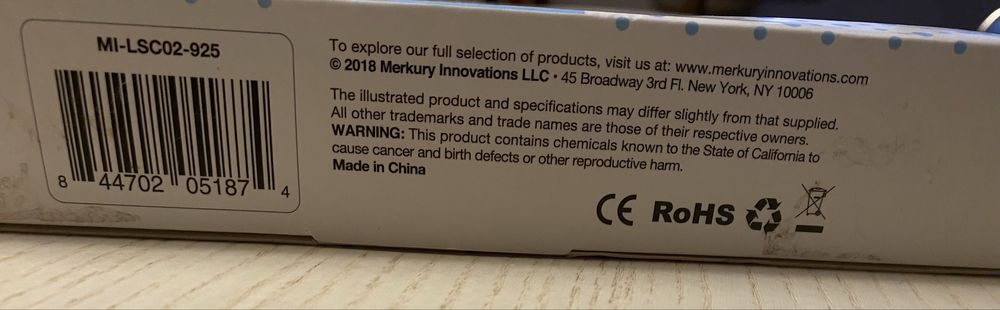 MI-LSC02-925
8 44702 05187 4
To explore our full selection of products, visit us at: www.merkuryinnovations.com
© 2018 Merkury Innovations LLC • 45 Broadway 3rd Fl. New York, NY 10006
The illustrated product and specifications may differ slightly from that supplied.
All other trademarks and trade names are those of their respective owners.
WARNING: This product contains chemicals known to the State of California to
cause cancer and birth defects or other reproductive harm.
Made in China
CE RoHS